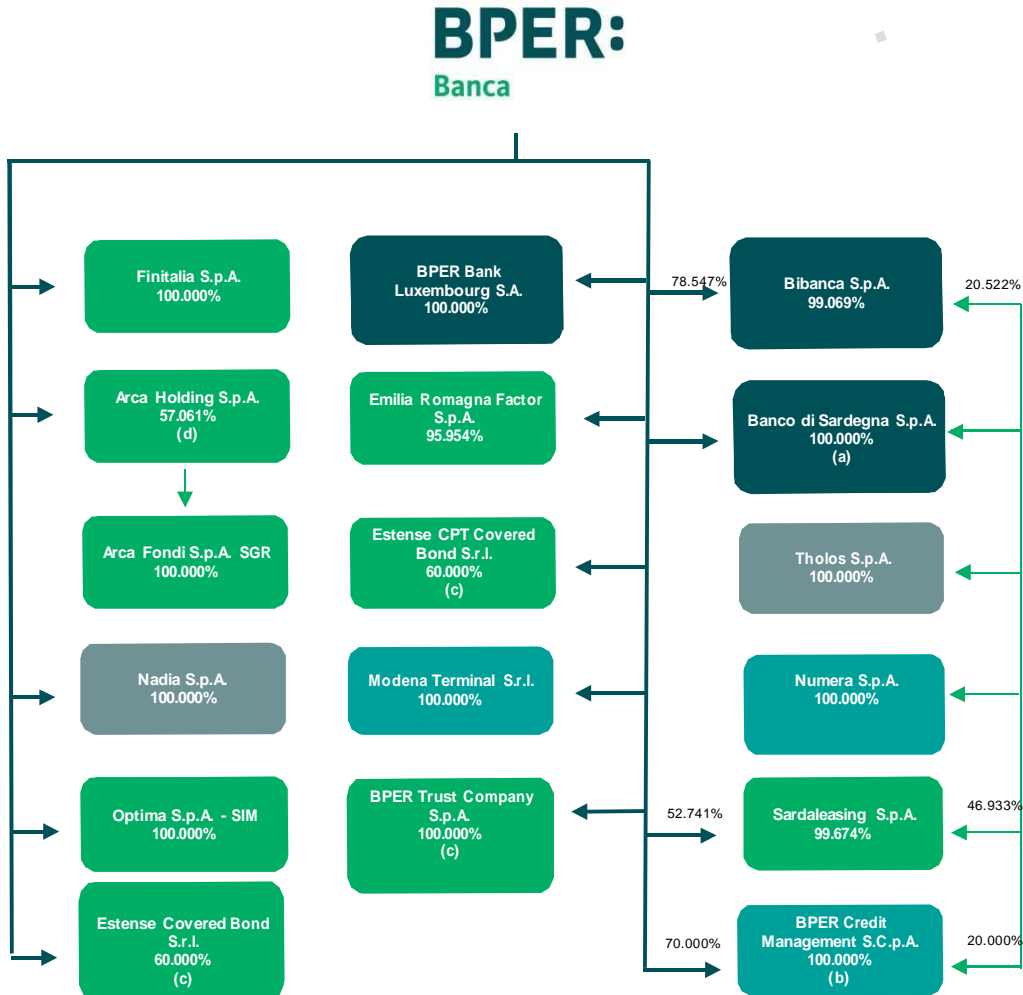 BPER:
Banca
Finitalia S.p.A.
100.000%
BPER Bank
Luxembourg S.A.
100.000%
78.547%
Bibanca S.p.A.
99.069%
20.522%
Arca Holding S.p.A.
57.061%
(d)
Emilia Romagna Factor
S.p.A.
95.954%
Banco di Sardegna S.p.A.
100.000%
(a)
Arca Fondi S.p.A. SGR
100.000%
Estense CPT Covered
Bond S.r.l.
60.000%
(c)
Tholos S.p.A.
100.000%
Nadia S.p.A.
100.000%
Modena Terminal S.r.l.
100.000%
Numera S.p.A.
100.000%
Optima S.p.A. - SIM
100.000%
BPER Trust Company
S.p.A.
100.000%
(c)
52.741%
Sardaleasing S.p.A.
99.674%
46.933%
Estense Covered Bond
S.r.l.
60.000%
(c)
70.000%
BPER Credit
Management S.C.p.A.
100.000%
(b)
20.000%